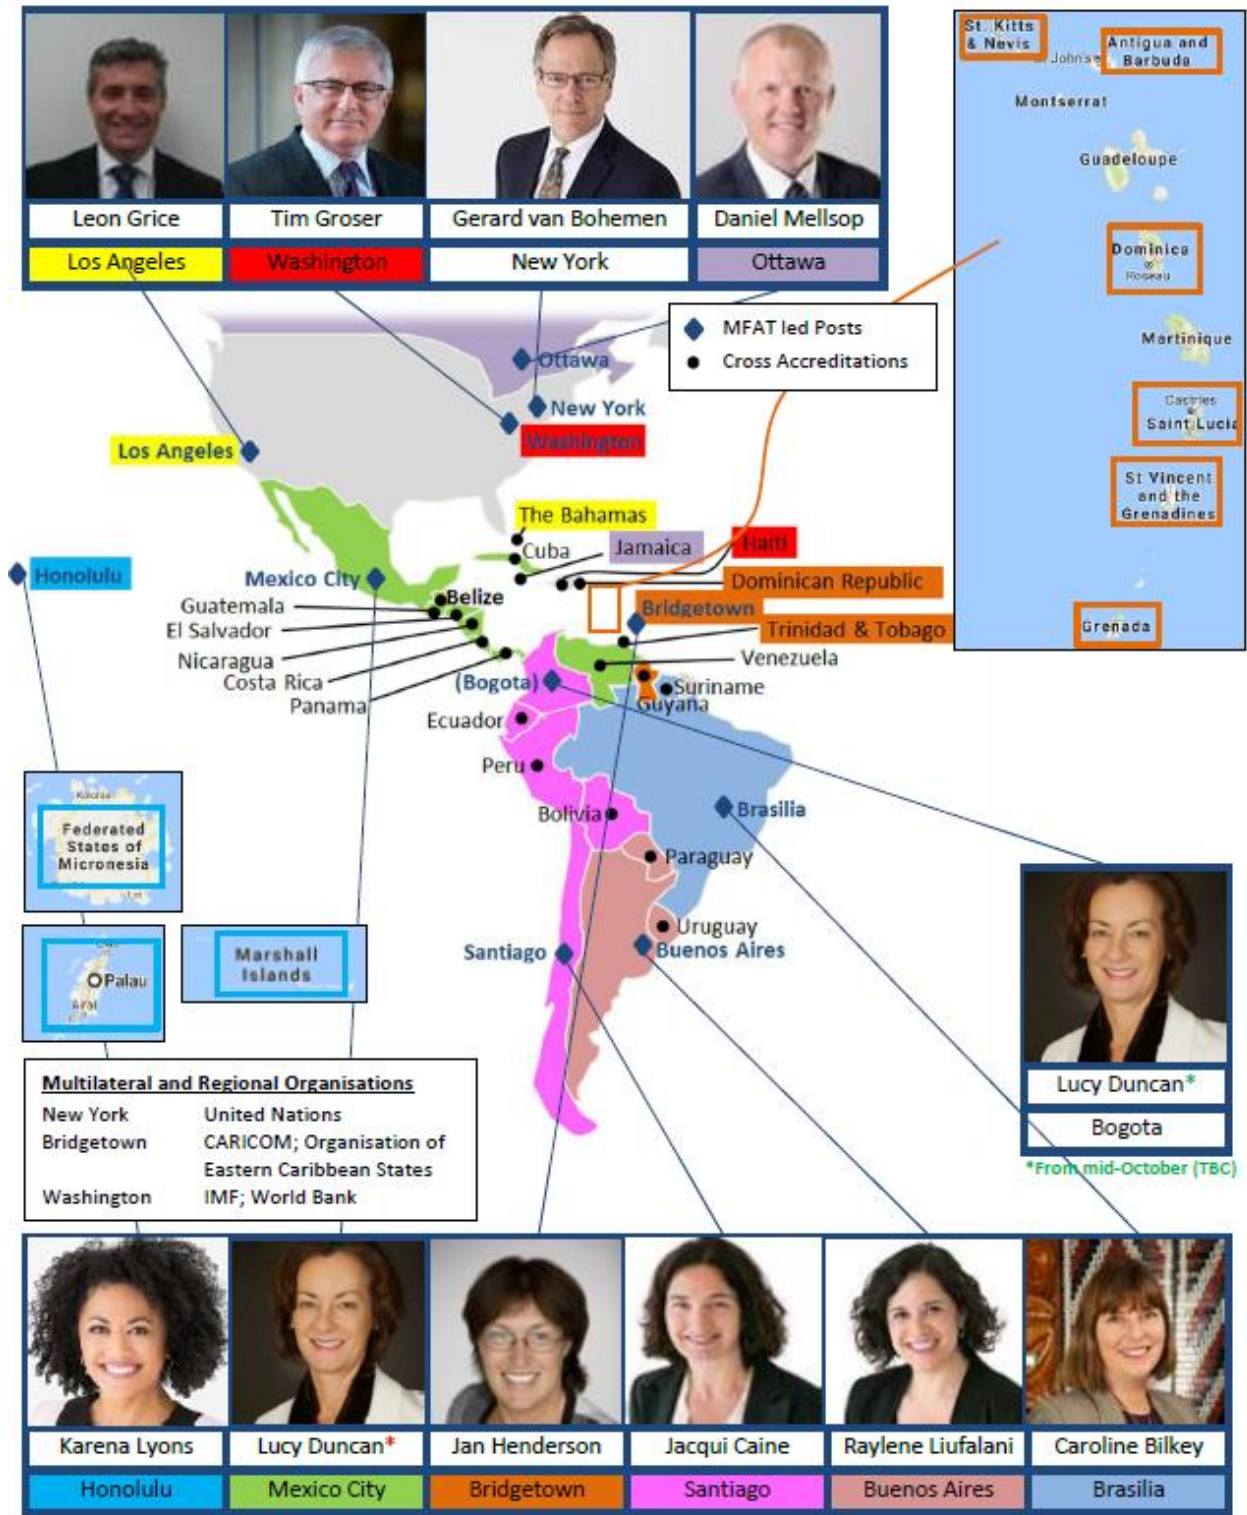 Leon Grice
Tim Groser
Gerard van Bohemen
Daniel Mellsop
Los Angeles
Washington
New York
Ottawa
MFAT led Posts
Cross Accreditations
St. Kitts
& Nevis
Antigua and
Barbuda
Montserrat
Guadeloupe
Dominica
Roseau
Martinique
Castries
Saint Lucia
St Vincent
and the
Grenadines
Grenada
Ottawa
New York
Washington
Los Angeles
The Bahamas
Cuba
Jamaica
Haiti
Honolulu
Mexico City
Belize
Dominican Republic
Bridgetown
Guatemala
El Salvador
Trinidad & Tobago
Nicaragua
Venezuela
Costa Rica
(Bogota)
Suriname
Panama
Guyana
Ecuador
Peru
Bolivia
Brasilia
Paraguay
Uruguay
Santiago
Buenos Aires
Federated
States of
Micronesia
Palau
Marshall
Islands
Lucy Duncan*
Bogota
*From mid-October (TBC)
Multilateral and Regional Organisations
New York United Nations
Bridgetown CARICOM; Organisation of
Eastern Caribbean States
Washington IMF; World Bank
Karena Lyons
Lucy Duncan*
Jan Henderson
Jacqui Caine
Raylene Liufalani
Caroline Bilkey
Honolulu
Mexico City
Bridgetown
Santiago
Buenos Aires
Brasilia